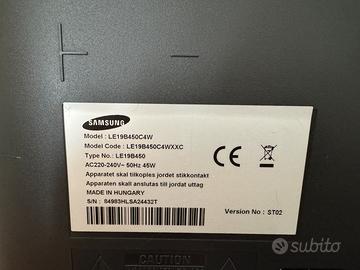 SAMSUNG
Model : LE19B450C4W
Model Code : LE19B450C4WXXC
Type No. : LE19B450
AC220-240V~ 50Hz 45W
Apparatet skal tilkoples jordet stikkontakt
Apparaten skall anslutas till jordat uttag
MADE IN HUNGARY
S/N : 84983HLSA24432T
Version No : ST02
CE
CAUTION
subito